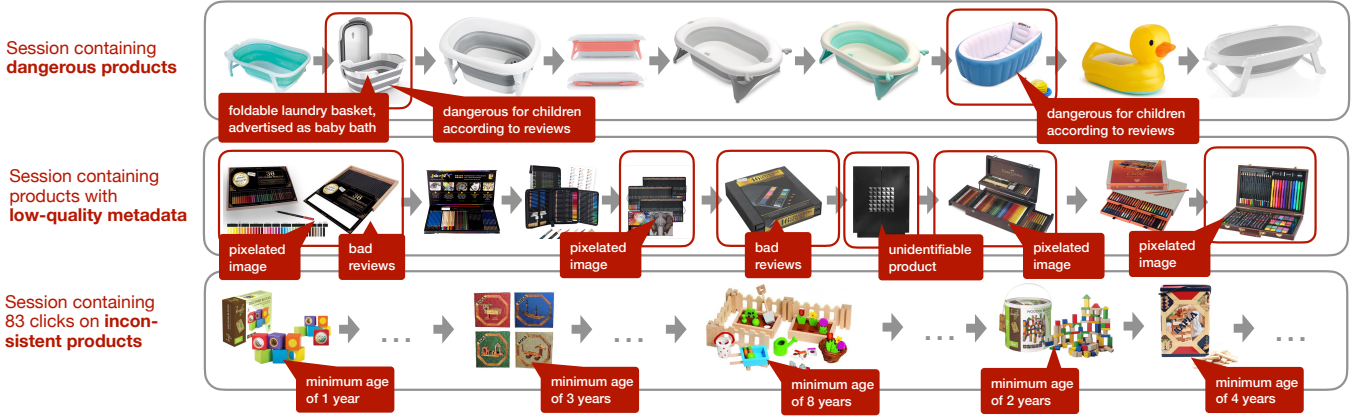 Session containing
dangerous products
foldable laundry basket,
advertised as baby bath
dangerous for children
according to reviews
dangerous for children
according to reviews
Session containing
products with
low-quality metadata
pixelated
image
bad
reviews
pixelated
image
bad
reviews
unidentifiable
product
pixelated
image
pixelated
image
Session containing
83 clicks on incon-
sistent products
...
...
...
...
...
minimum age
of 1 year
minimum age
of 3 years
minimum age
of 8 years
minimum age
of 2 years
minimum age
of 4 years